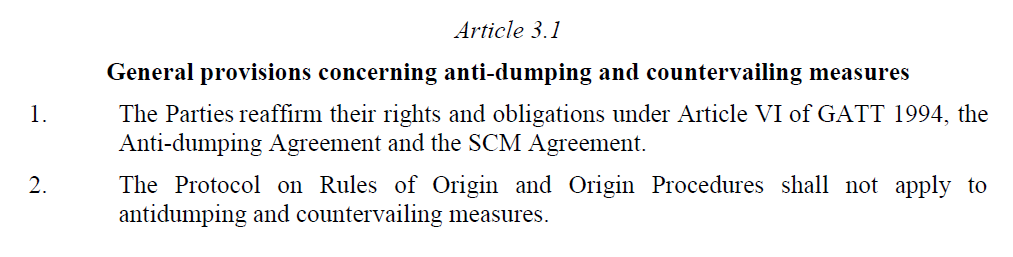 Article 3.1
General provisions concerning anti-dumping and countervailing measures
1. The Parties reaffirm their rights and obligations under Article VI of GATT 1994, the
Anti-dumping Agreement and the SCM Agreement.
2. The Protocol on Rules of Origin and Origin Procedures shall not apply to
antidumping and countervailing measures.